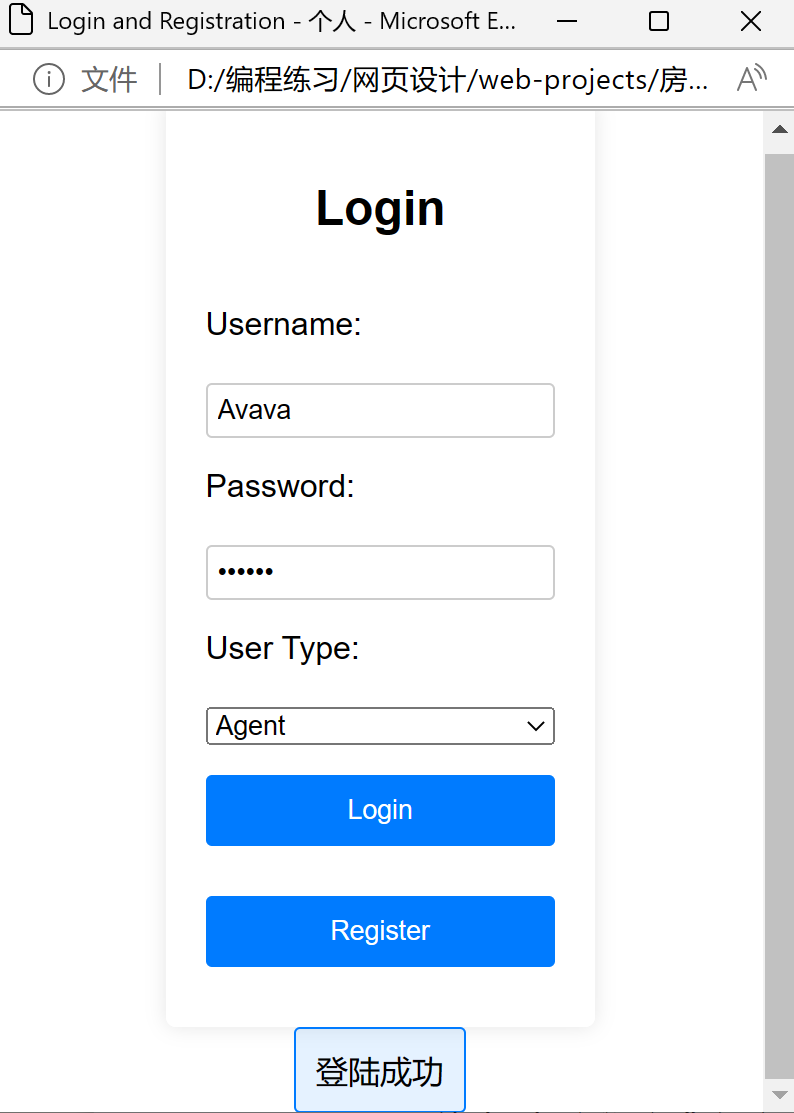 Login and Registration - 个人 - Microsoft E...
文件 D:/编程练习/网页设计/web-projects/房...
Login
Username:
Avava
Password:
••••••
User Type:
Agent
Login
Register
登陆成功